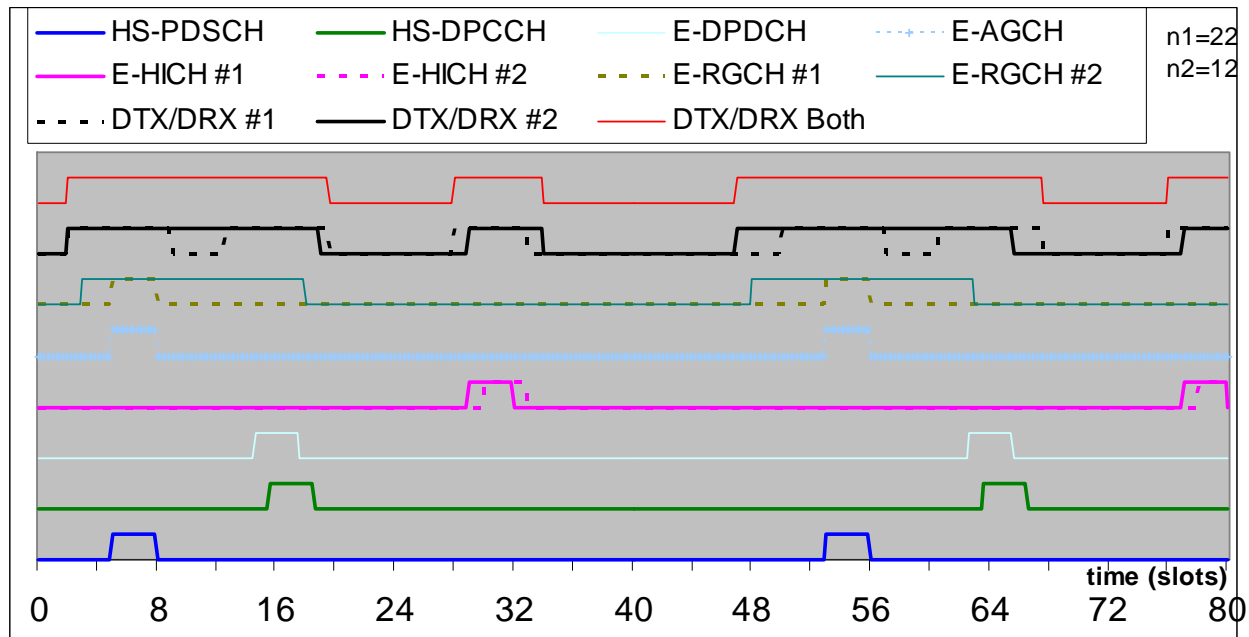 HS-PDSCH HS-DPCCH E-DPDCH E-AGCH
n1=22
E-HICH #1 E-HICH #2 E-RGCH #1 E-RGCH #2
n2=12
DTX/DRX #1 DTX/DRX #2 DTX/DRX Both
time (slots)
0 8 16 24 32 40 48 56 64 72 80